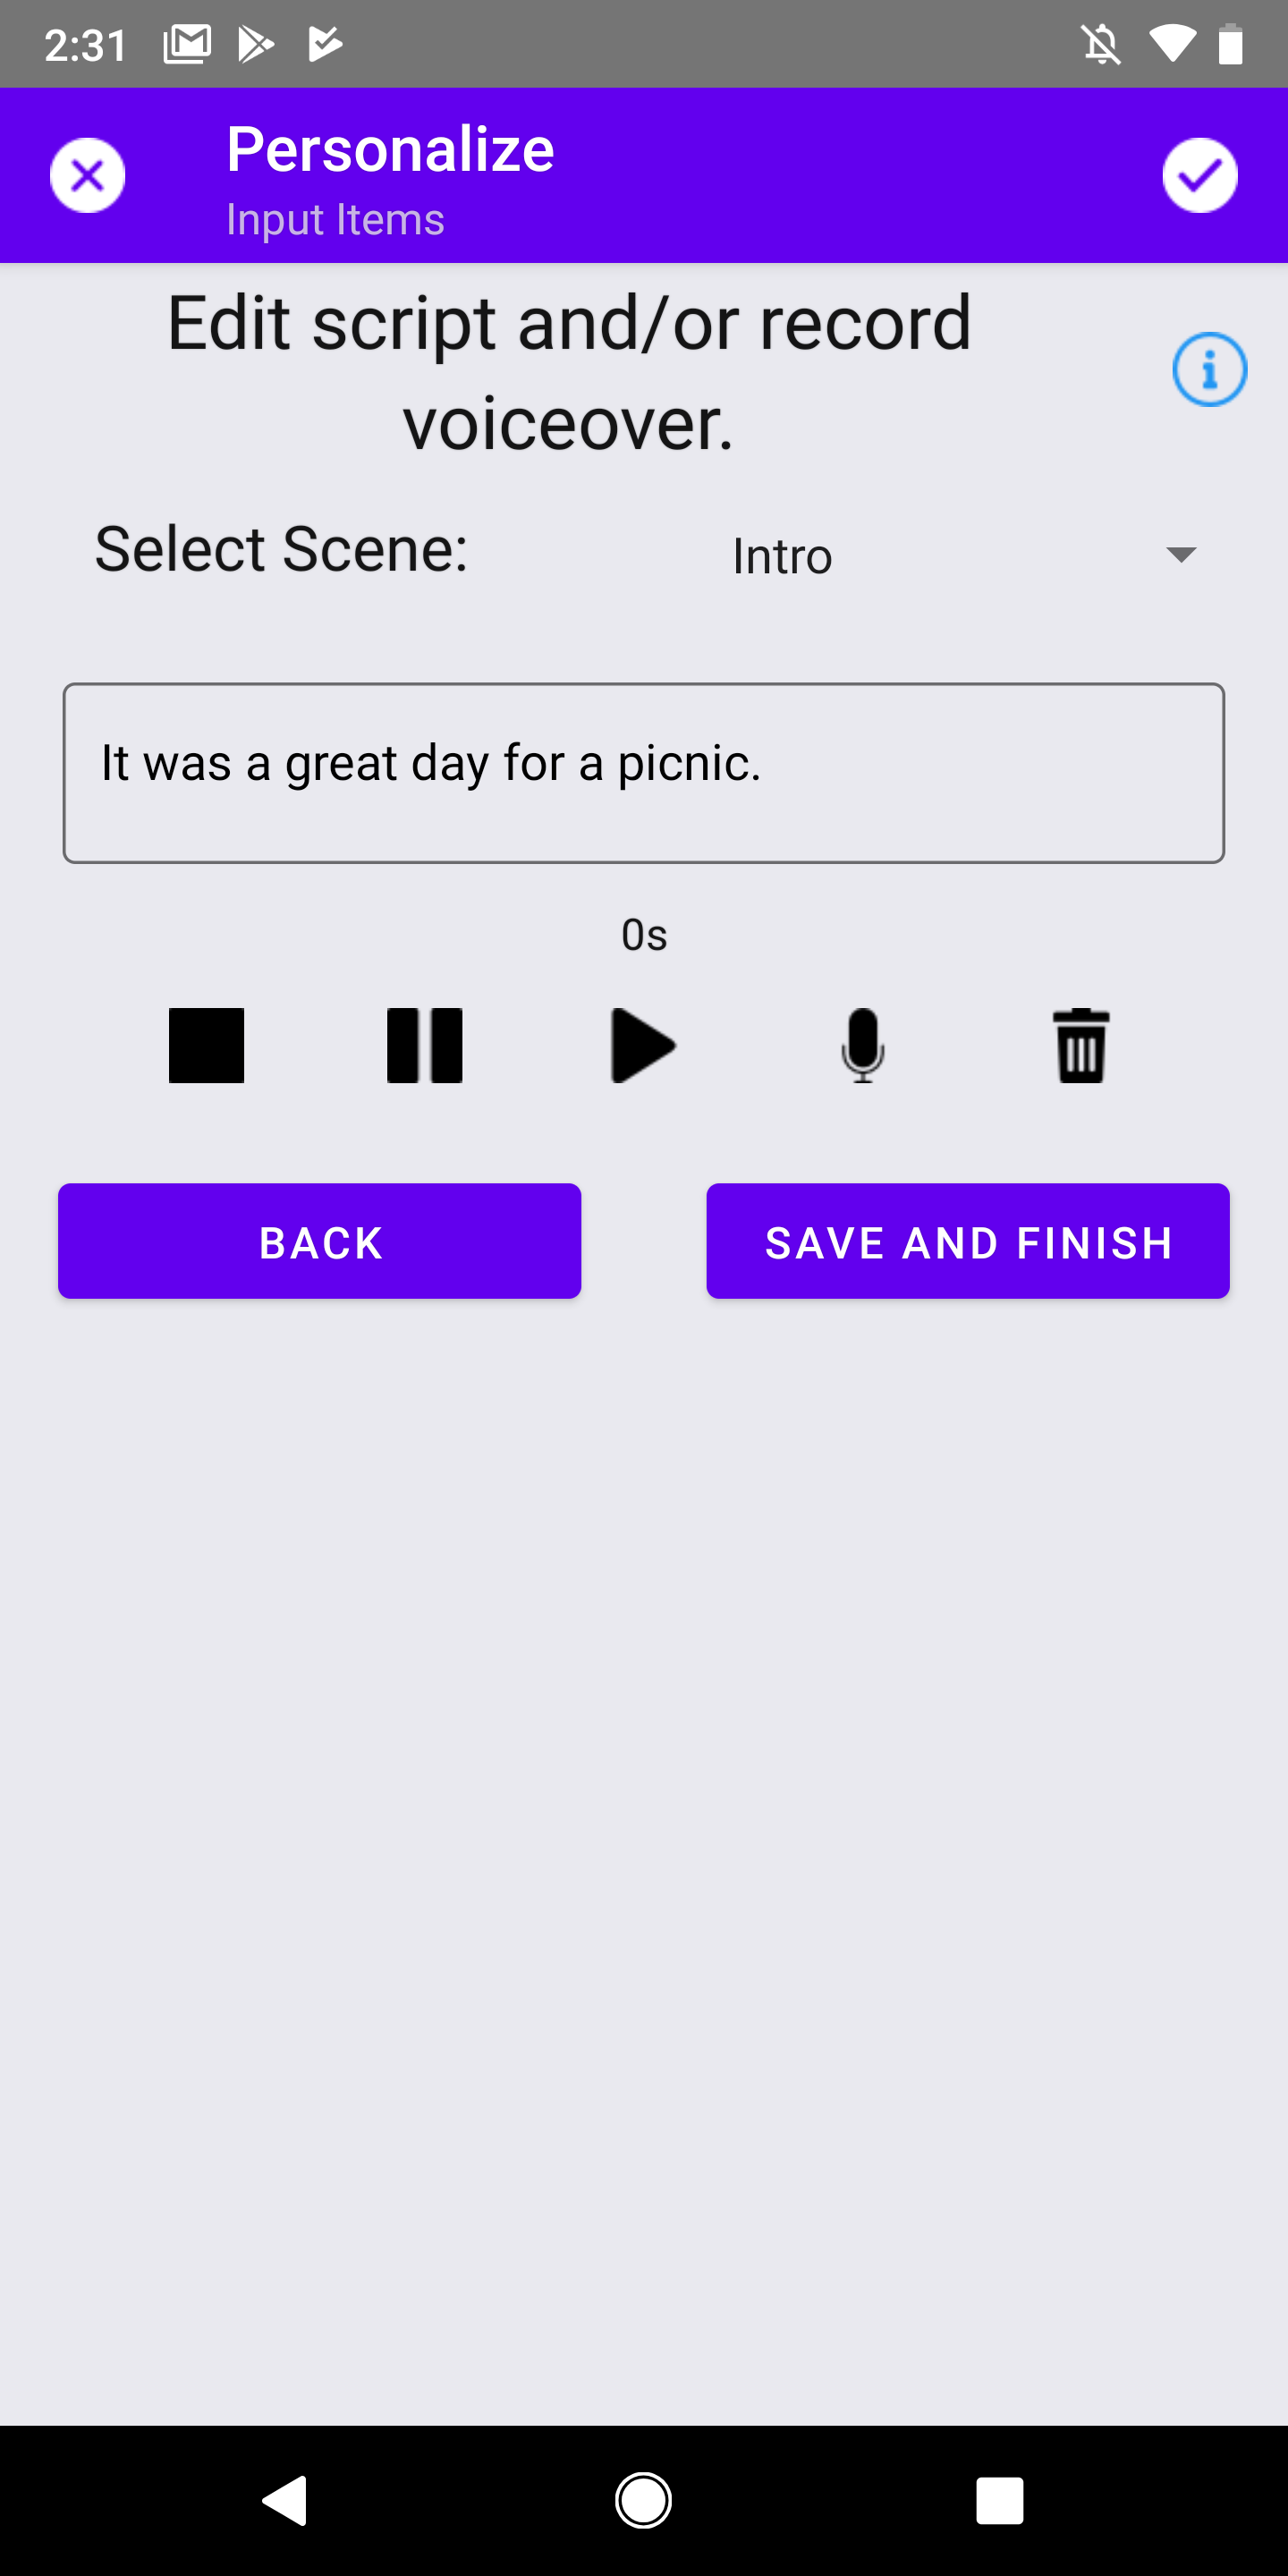 2:31
Personalize
Input Items
Edit script and/or record
voiceover.
Select Scene:
Intro
It was a great day for a picnic.
0s
BACK
SAVE AND FINISH